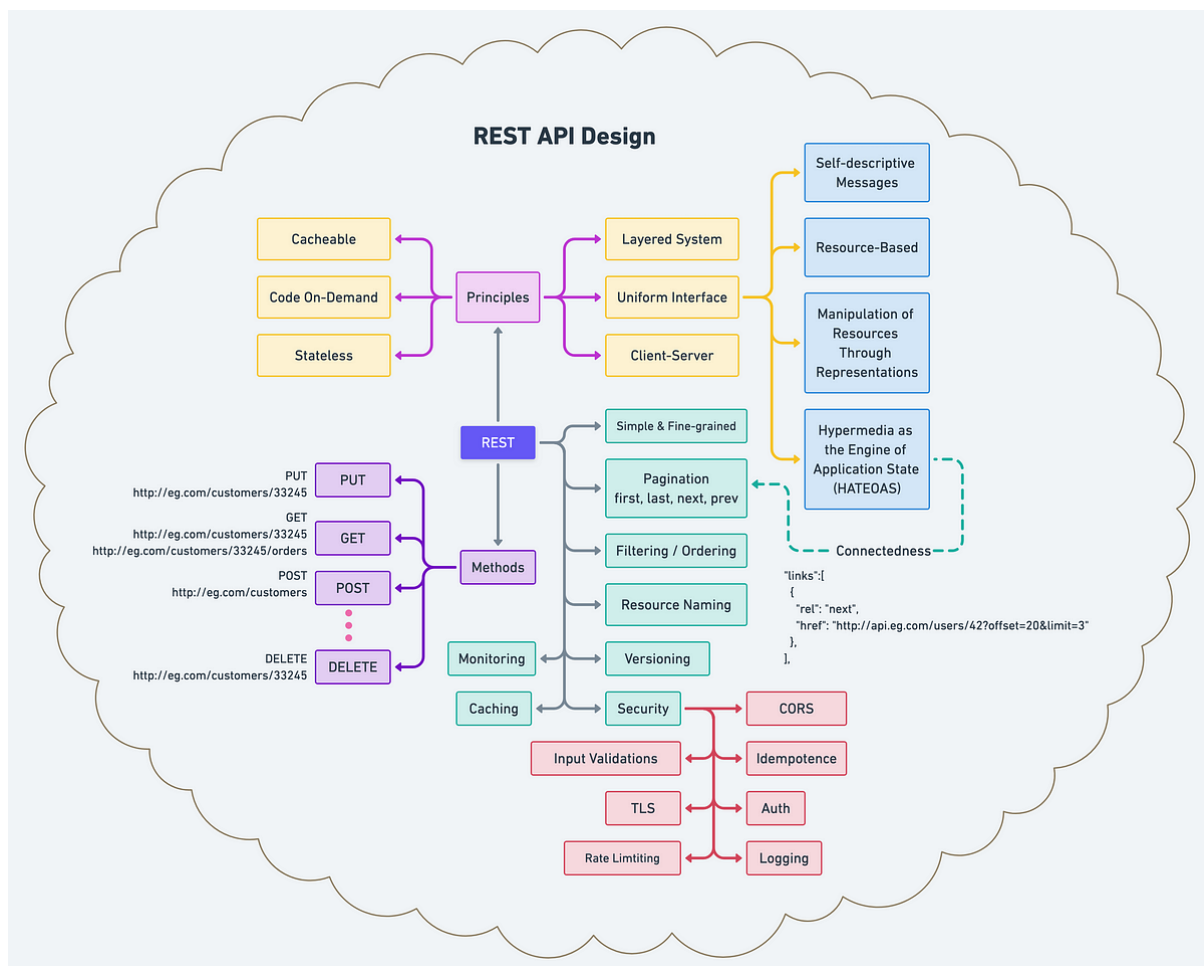 REST API Design
Self-descriptive
Messages
Cacheable
Layered System
Resource-Based
Code On-Demand
Principles
Uniform Interface
Manipulation of
Resources
Through
Representations
Stateless
Client-Server
REST
Simple & Fine-grained
Hypermedia as
the Engine of
Application State
(HATEOAS)
Pagination
first, last, next, prev
PUT
http://eg.com/customers/33245
PUT
GET
http://eg.com/customers/33245
http://eg.com/customers/33245/orders
GET
Filtering / Ordering
Connectedness
Methods
POST
http://eg.com/customers
POST
Resource Naming
"links":[
{
"rel": "next",
"href": "http://api.eg.com/users/42?offset=20&limit=3"
},
],
DELETE
http://eg.com/customers/33245
DELETE
Monitoring
Versioning
Caching
Security
CORS
Input Validations
Idempotence
TLS
Auth
Rate Limtiting
Logging